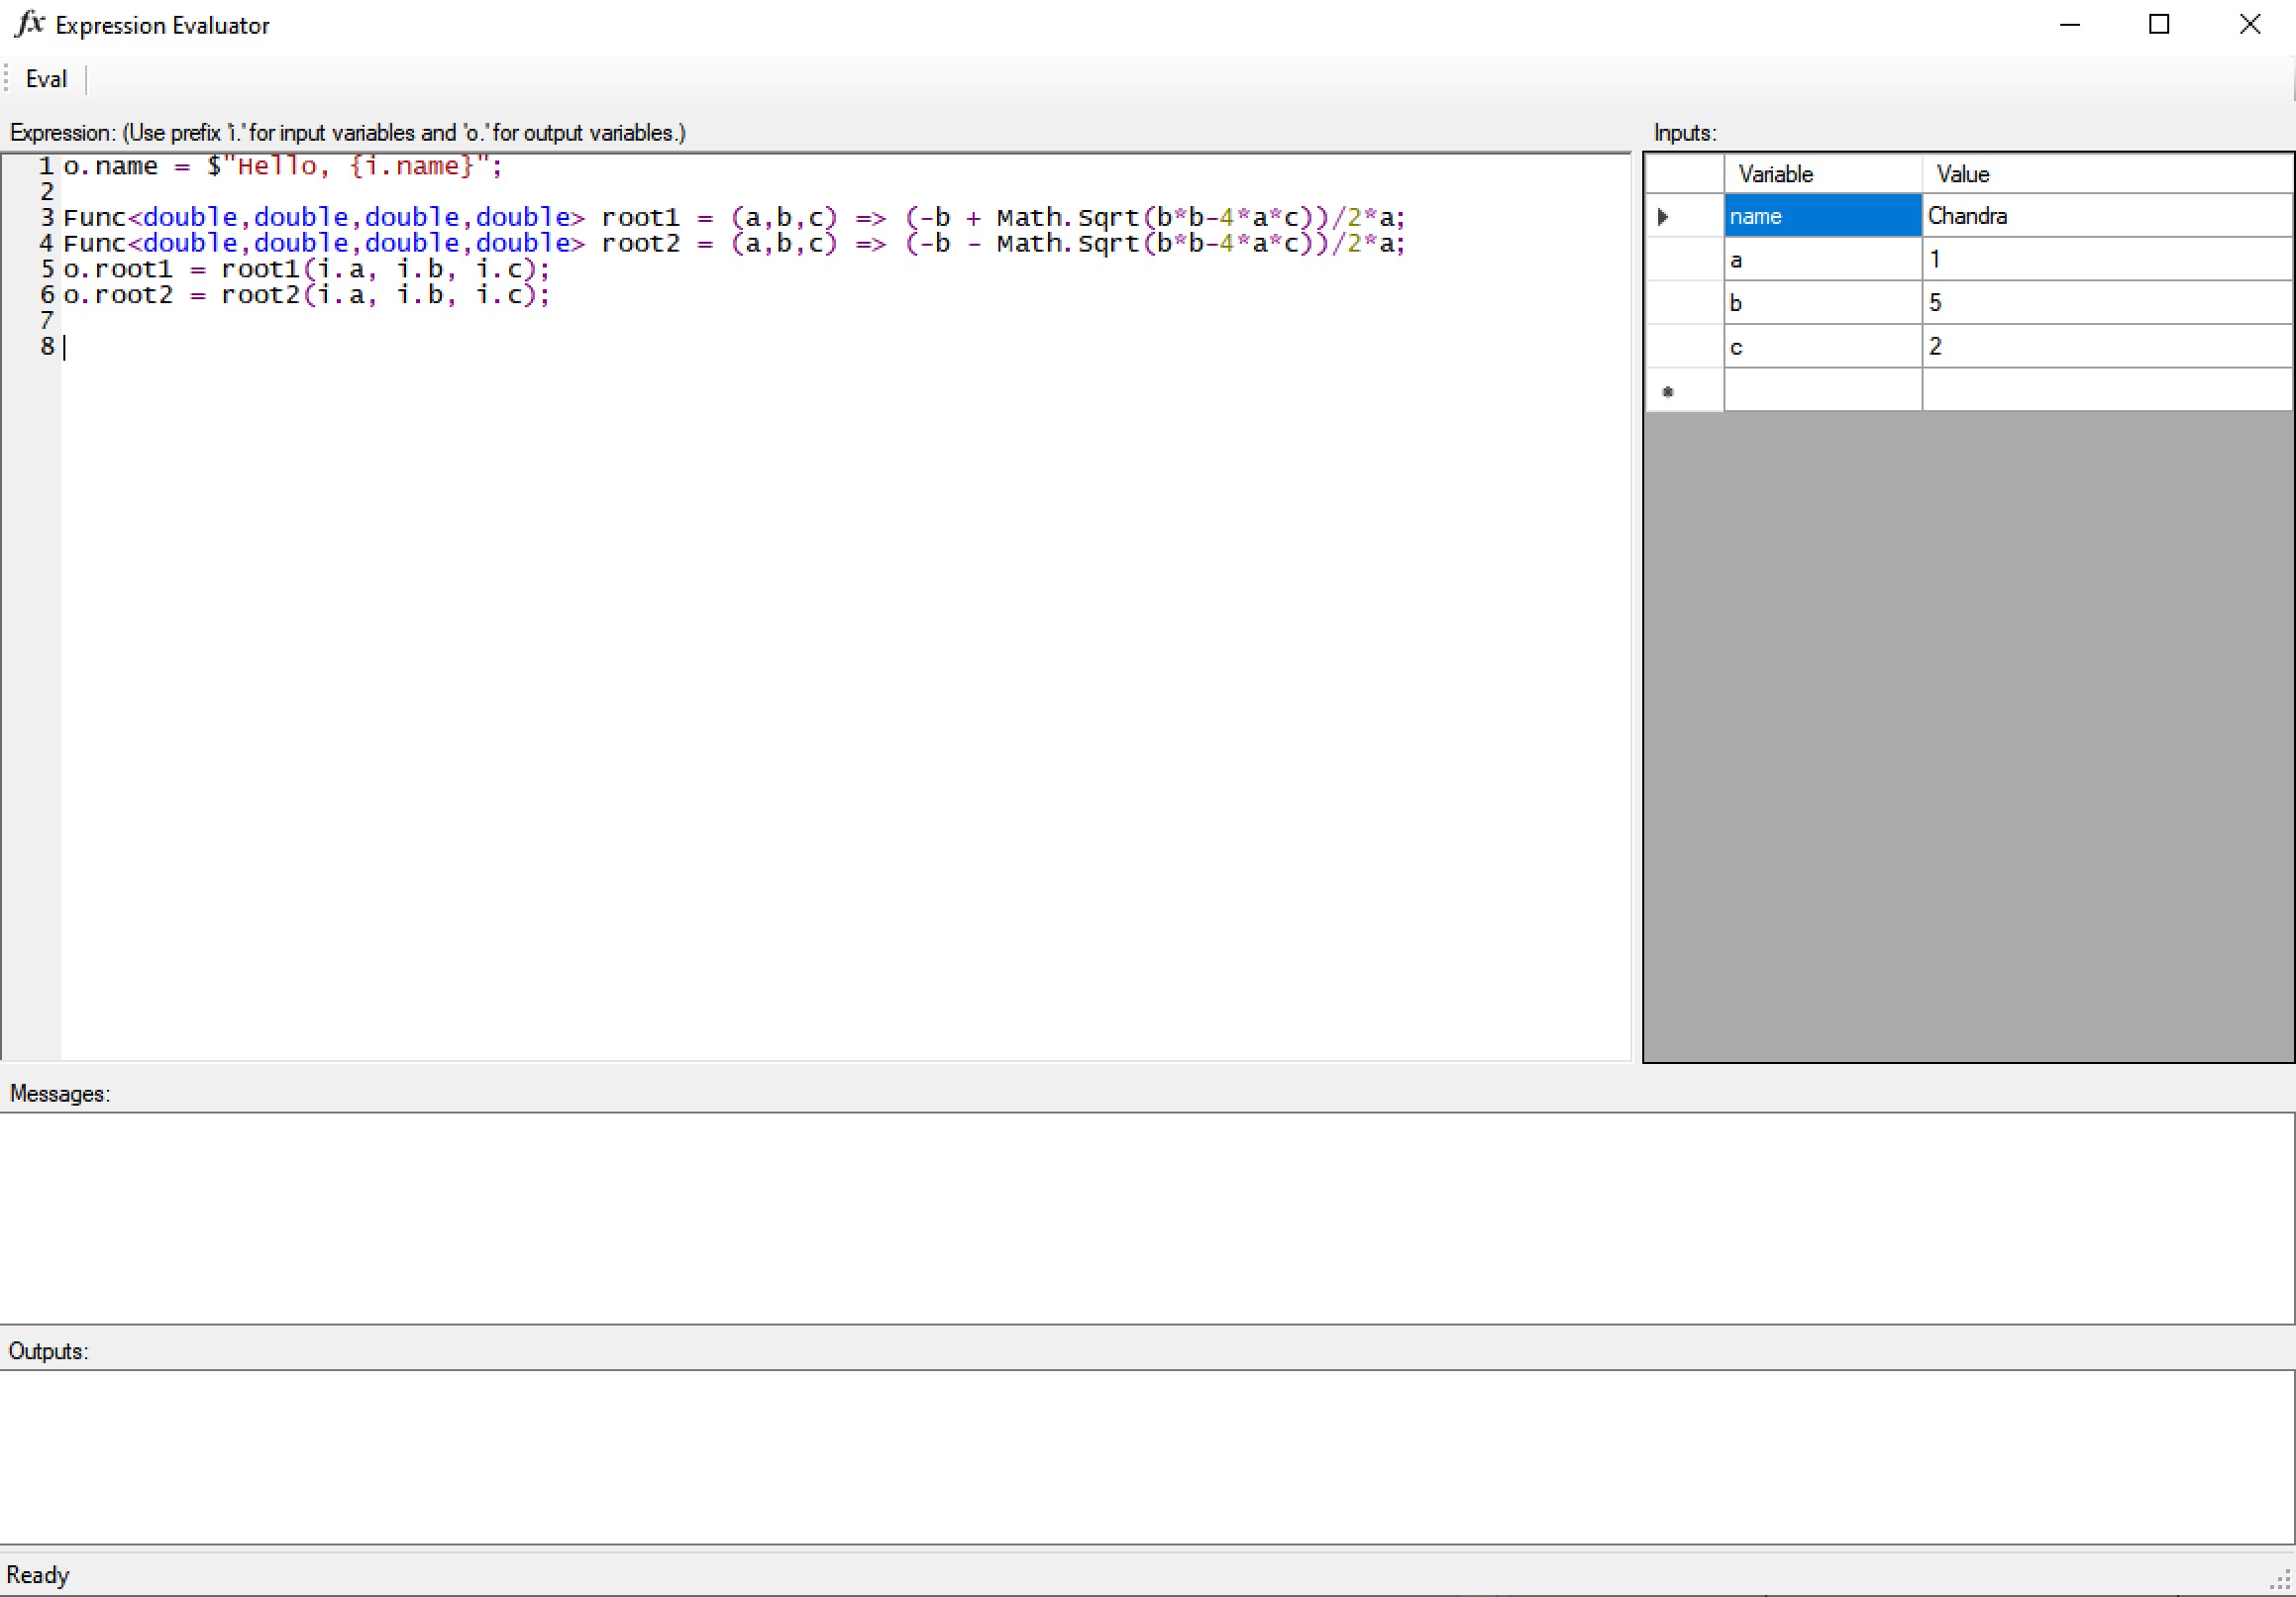 fx Expression Evaluator
Eval
Expression: (Use prefix 'i.' for input variables and 'o.' for output variables.)
1 o.name = $"Hello, {i.name}";
2
3 Func<double,double,double,double> root1 = (a,b,c) => (-b + Math.Sqrt(b*b-4*a*c))/2*a;
4 Func<double,double,double,double> root2 = (a,b,c) => (-b - Math.Sqrt(b*b-4*a*c))/2*a;
5 o.root1 = root1(i.a, i.b, i.c);
6 o.root2 = root2(i.a, i.b, i.c);
7
8
Inputs:
Variable Value
name Chandra
a 1
b 5
c 2
Messages:
Outputs:
Ready